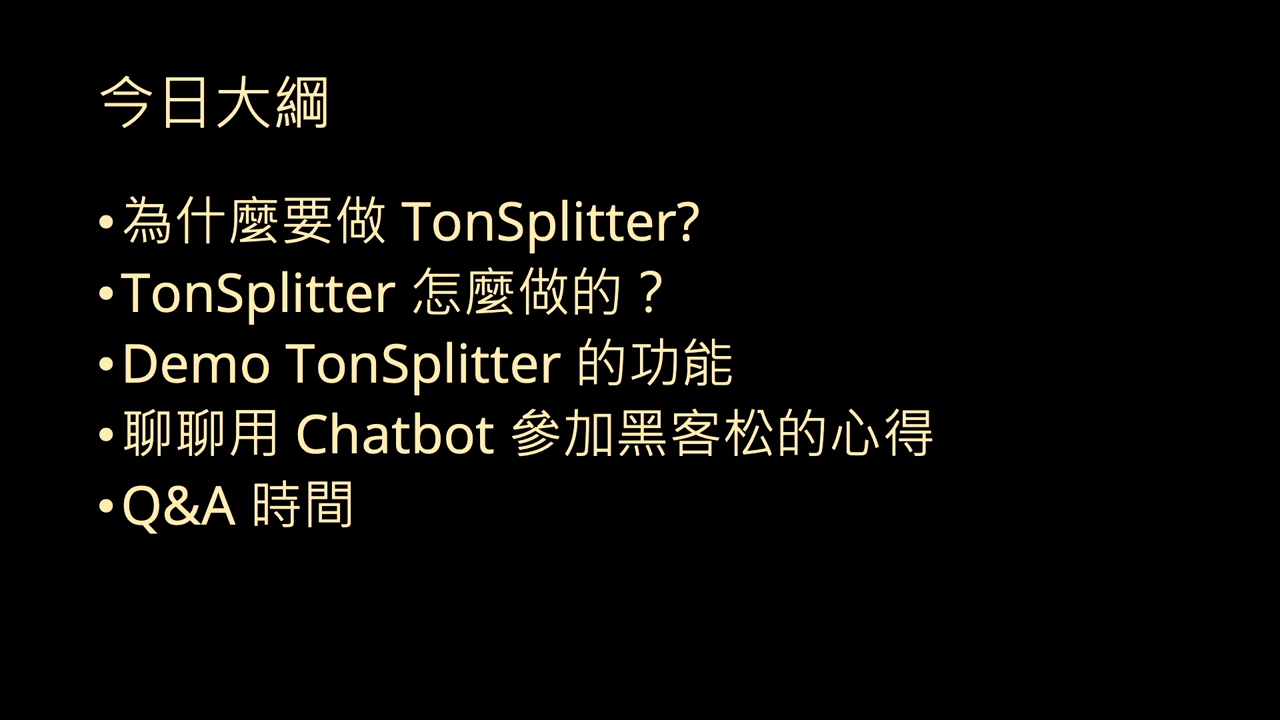 今日大綱
•為什麼要做 TonSplitter?
•TonSplitter 怎麼做的？
•Demo TonSplitter 的功能
•聊聊用 Chatbot 參加黑客松的心得
•Q&A 時間